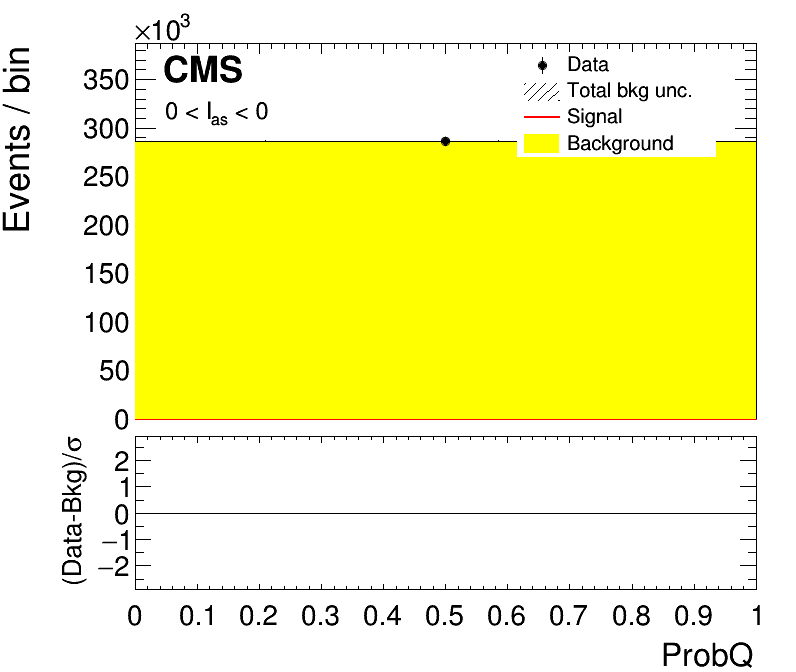 ×10³
Events / bin
350
300
250
200
150
100
50
0
CMS
0 < Ias < 0
Data
Total bkg unc.
Signal
Background
(Data-Bkg)/σ
2
1
0
−1
−2
0 0.1 0.2 0.3 0.4 0.5 0.6 0.7 0.8 0.9 1
ProbQ